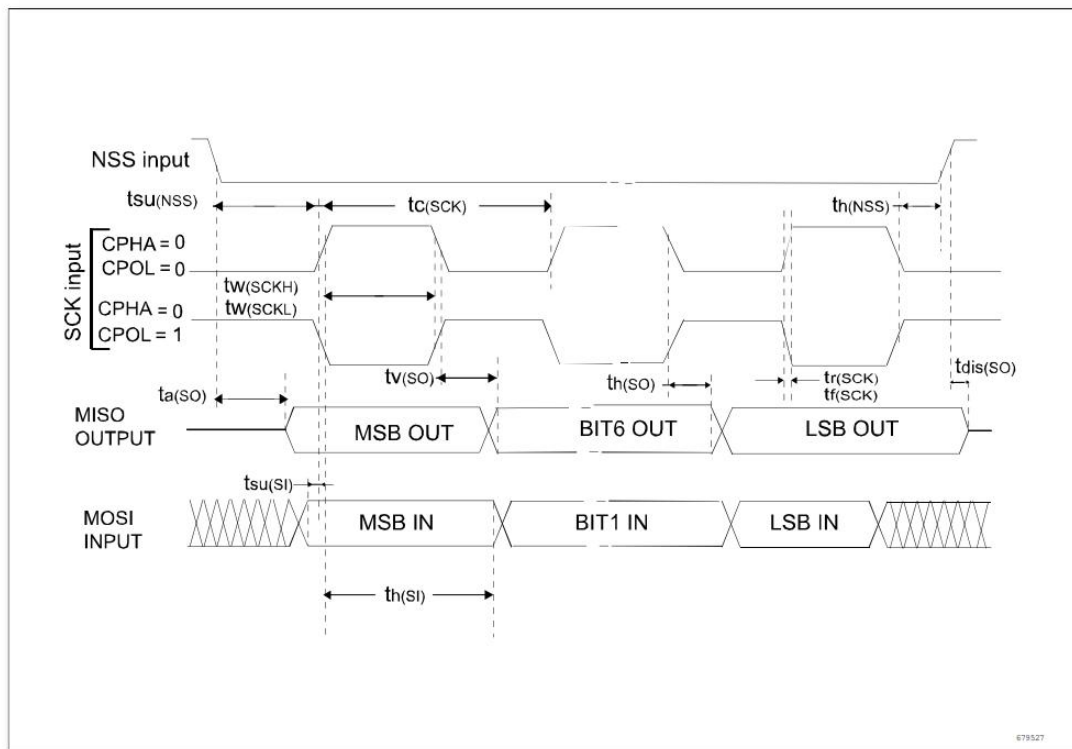 NSS input
tsu(NSS)
tc(SCK)
th(NSS)
SCK input
CPHA = 0
CPOL = 0
tw(SCKH)
CPHA = 0
tw(SCKL)
CPOL = 1
tv(SO)
th(SO)
tr(SCK)
tdis(SO)
tf(SCK)
ta(SO)
MISO
OUTPUT
MSB OUT
BIT6 OUT
LSB OUT
tsu(SI)
MOSI
INPUT
MSB IN
BIT1 IN
LSB IN
th(SI)
679527